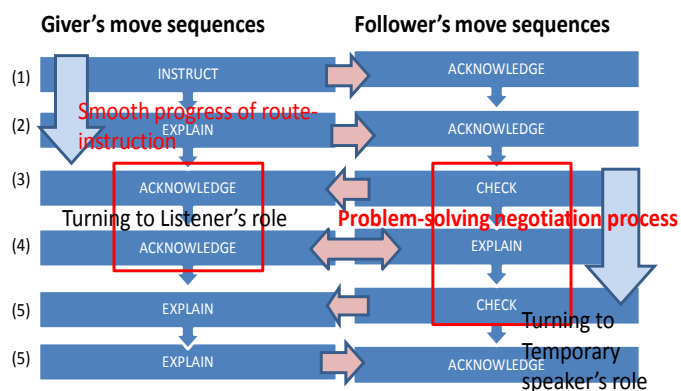 Giver's move sequences Follower's move sequences
(1) INSTRUCT ACKNOWLEDGE
Smooth progress of route-
instruction
(2) EXPLAIN ACKNOWLEDGE
(3) ACKNOWLEDGE CHECK
Turning to Listener's role Problem-solving negotiation process
(4) ACKNOWLEDGE EXPLAIN
(5) EXPLAIN CHECK
Turning to
Temporary
speaker's role
(5) EXPLAIN ACKNOWLEDGE